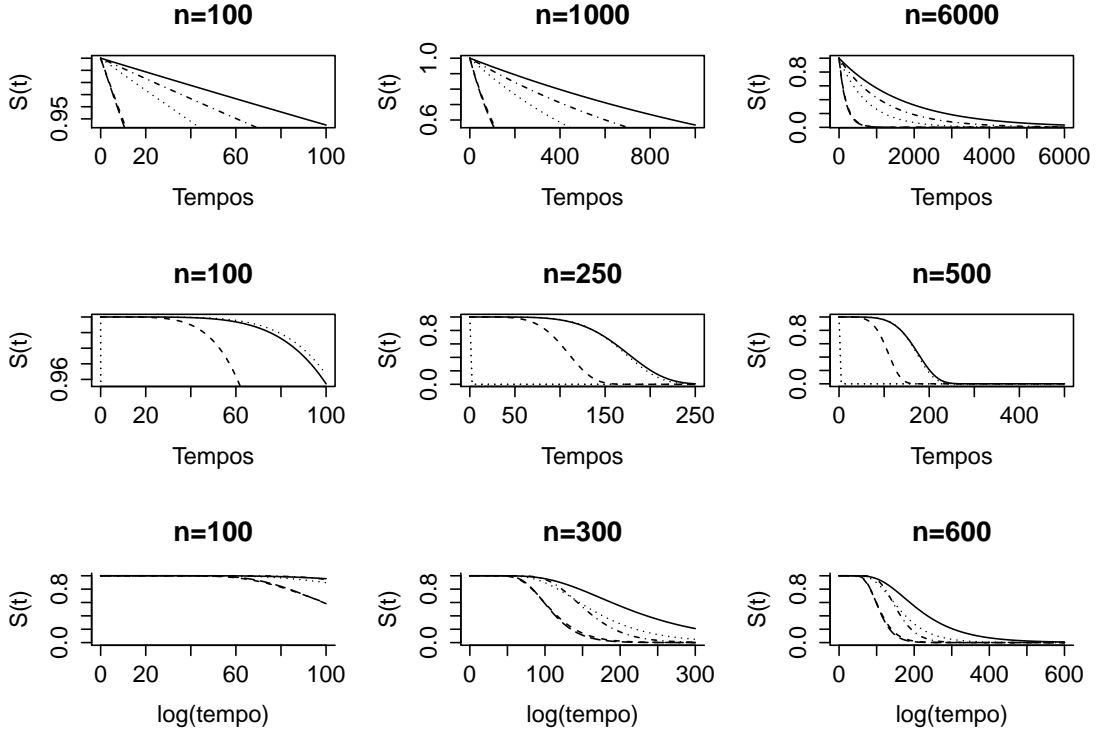 n=100
n=1000
n=6000
S(t)
0.95
0
20
60
100
Tempos
S(t)
0.6
1.0
0
400
800
Tempos
S(t)
0.0
0.8
0
2000
4000
6000
Tempos
n=100
n=250
n=500
S(t)
0.96
0
20
60
100
Tempos
S(t)
0.0
0.8
0
50
150
250
Tempos
S(t)
0.0
0.8
0
200
400
Tempos
n=100
n=300
n=600
S(t)
0.0
0.8
0
20
60
100
log(tempo)
S(t)
0.0
0.8
0
100
200
300
log(tempo)
S(t)
0.0
0.8
0
200
400
600
log(tempo)